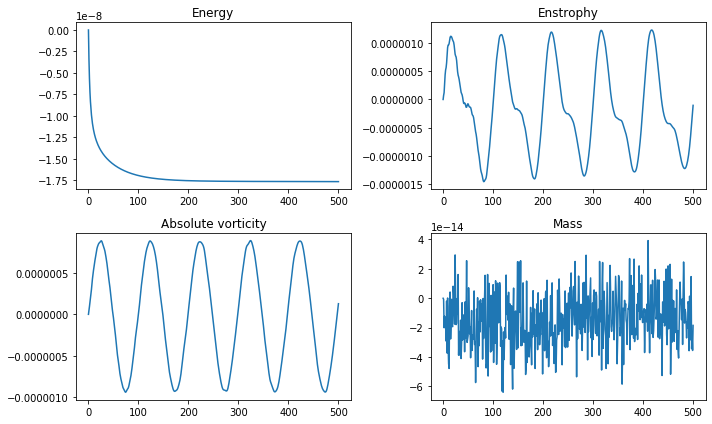 Energy
1e−8
0.00
−0.25
−0.50
−0.75
−1.00
−1.25
−1.50
−1.75
0 100 200 300 400 500
Enstrophy
0.0000010
0.0000005
0.0000000
−0.0000005
−0.0000010
−0.0000015
0 100 200 300 400 500
Absolute vorticity
0.0000005
0.0000000
−0.0000005
−0.0000010
0 100 200 300 400 500
Mass
1e−14
4
2
0
−2
−4
−6
0 100 200 300 400 500